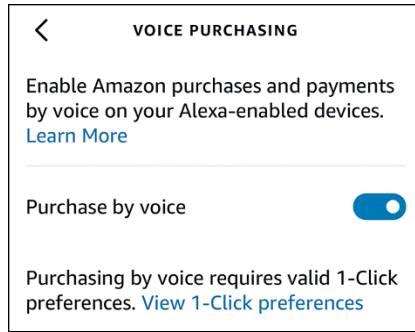 VOICE PURCHASING
Enable Amazon purchases and payments
by voice on your Alexa-enabled devices.
Learn More
Purchase by voice
Purchasing by voice requires valid 1-Click
preferences. View 1-Click preferences